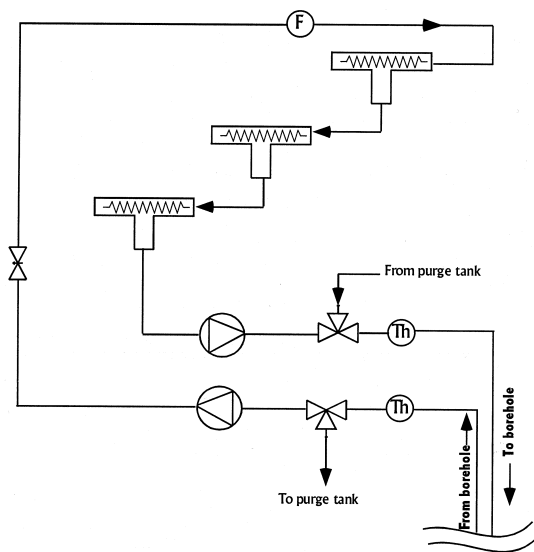 F
From purge tank
Th
Th
To purge tank
From borehole
To borehole